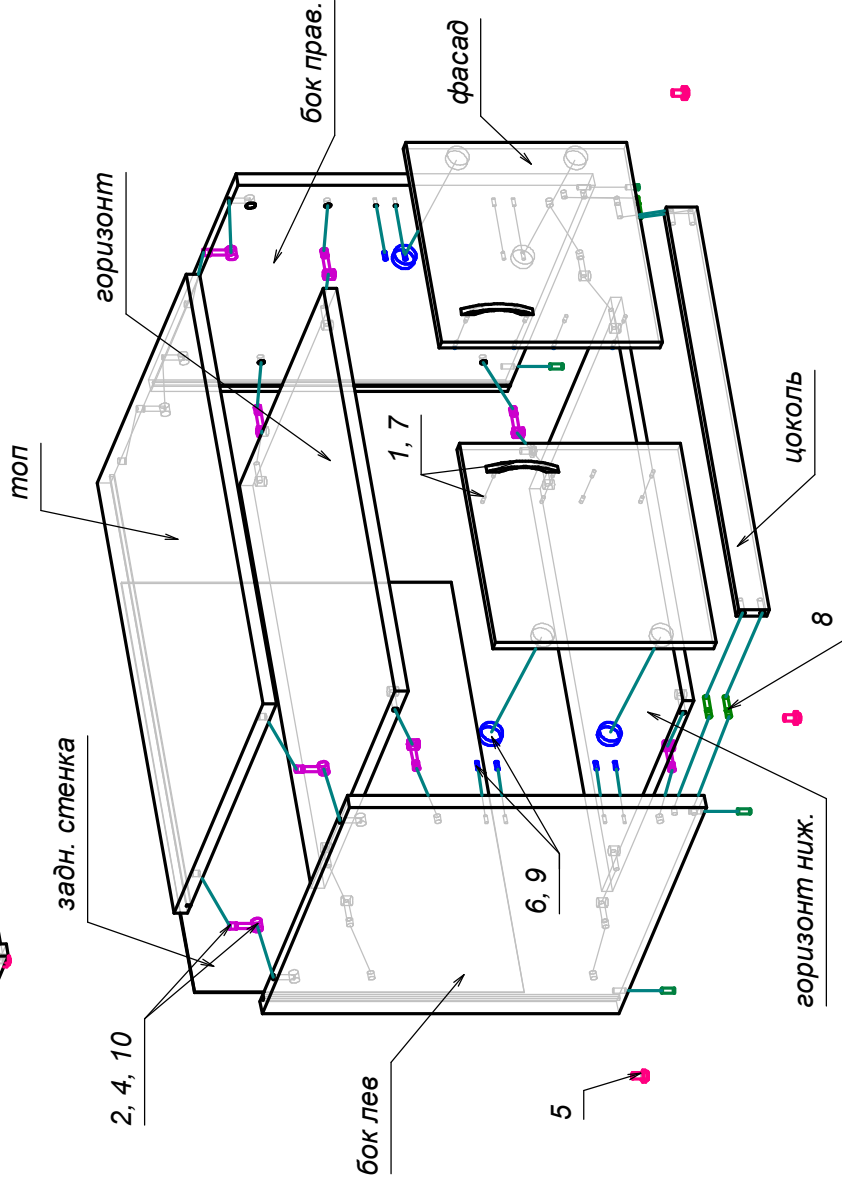 задн. стенка
топ
горизонт
бок прав.
2, 4, 10
фасад
бок лев
1, 7
6, 9
5
цоколь
8
горизонт ниж.